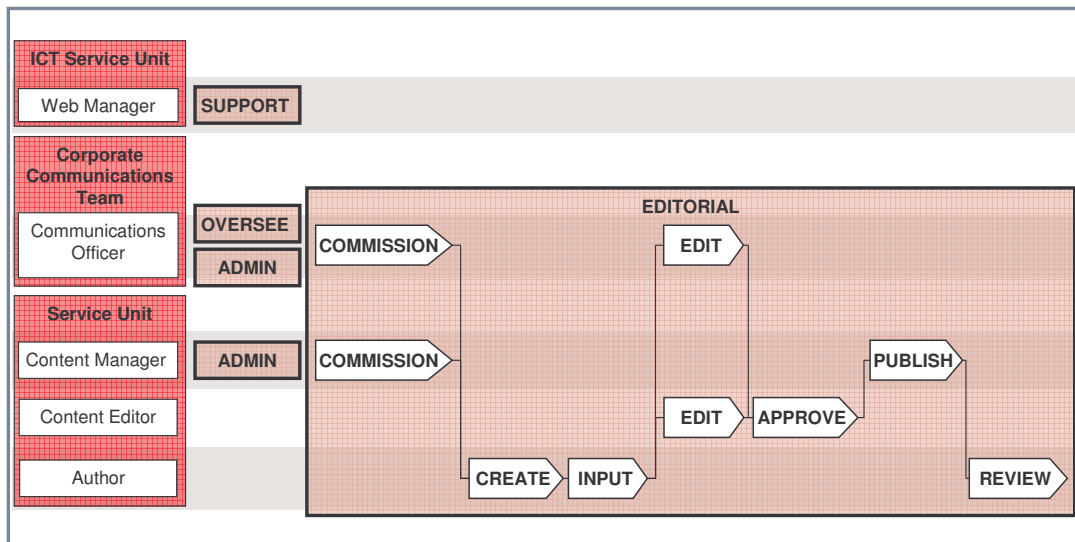 ICT Service Unit
Web Manager
SUPPORT
Corporate
Communications
Team
EDITORIAL
Communications
Officer
OVERSEE
ADMIN
COMMISSION
EDIT
Service Unit
Content Manager
ADMIN
COMMISSION
PUBLISH
Content Editor
EDIT
APPROVE
Author
CREATE
INPUT
REVIEW